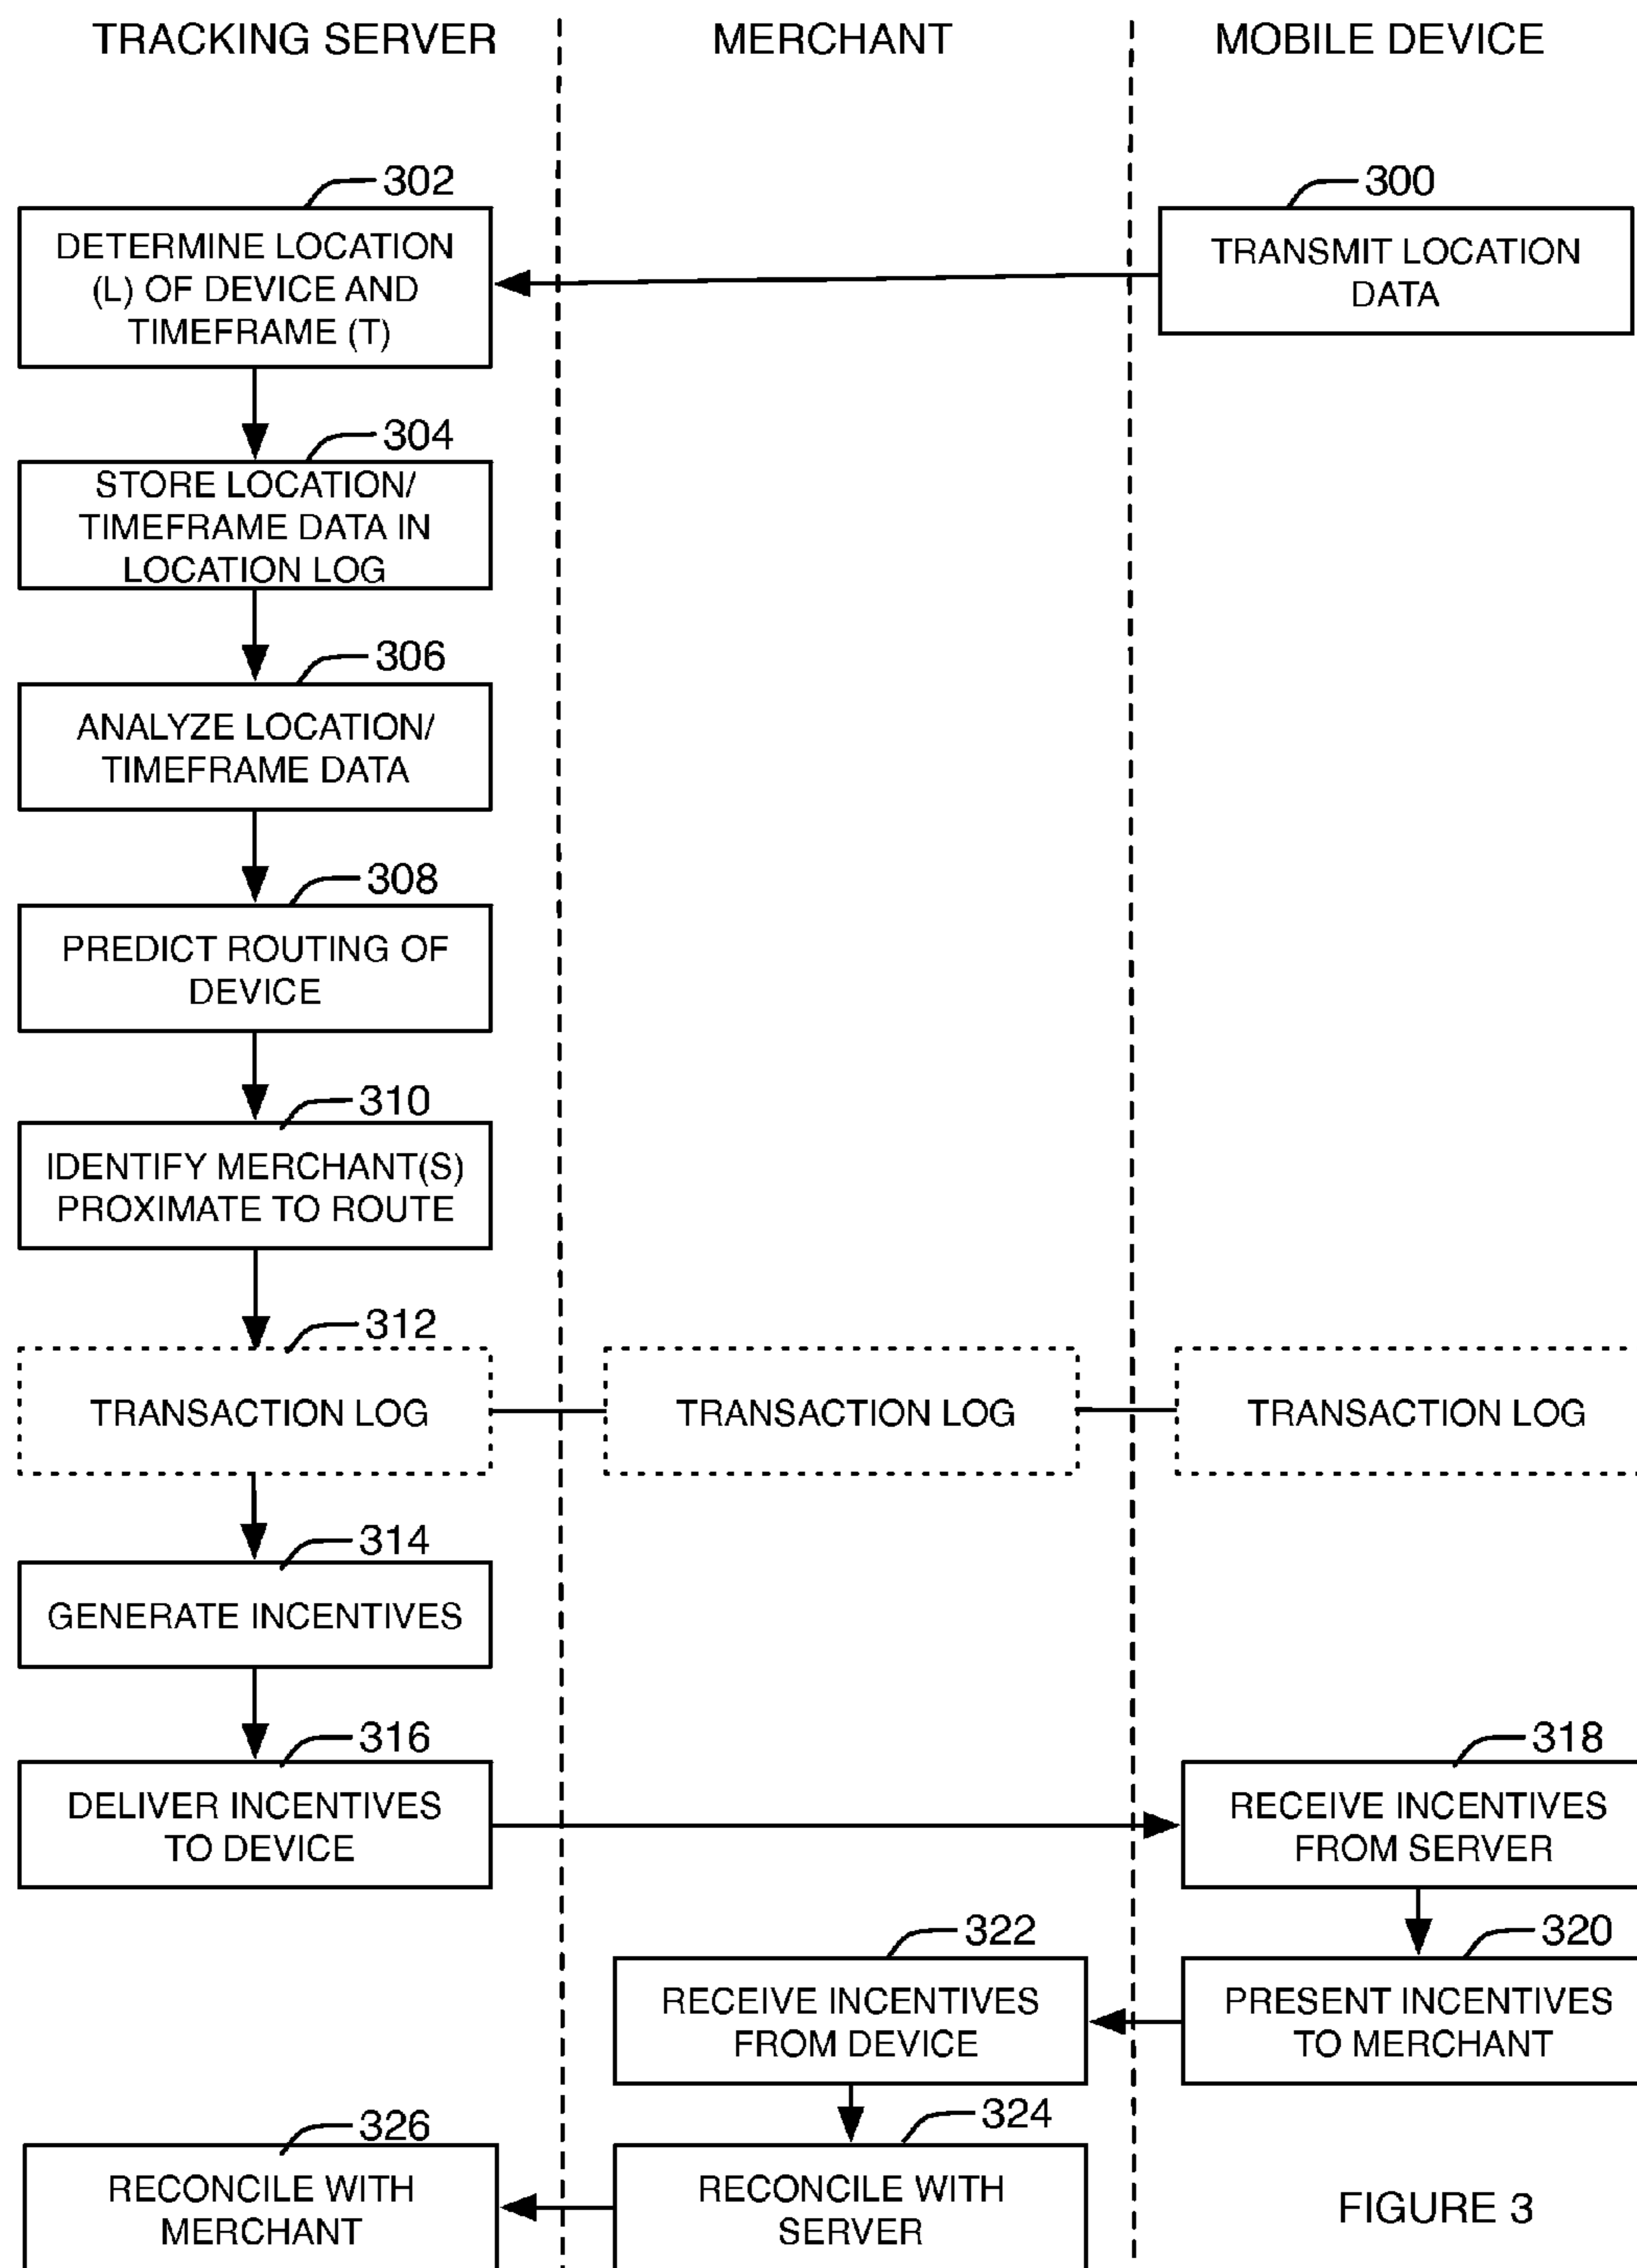 TRACKING SERVER
MERCHANT
MOBILE DEVICE
302
300
DETERMINE LOCATION
(L) OF DEVICE AND
TIMEFRAME (T)
TRANSMIT LOCATION
DATA
304
STORE LOCATION/
TIMEFRAME DATA IN
LOCATION LOG
306
ANALYZE LOCATION/
TIMEFRAME DATA
308
PREDICT ROUTING OF
DEVICE
310
IDENTIFY MERCHANT(S)
PROXIMATE TO ROUTE
312
TRANSACTION LOG
TRANSACTION LOG
TRANSACTION LOG
314
GENERATE INCENTIVES
316
DELIVER INCENTIVES
TO DEVICE
318
RECEIVE INCENTIVES
FROM SERVER
320
PRESENT INCENTIVES
TO MERCHANT
322
RECEIVE INCENTIVES
FROM DEVICE
324
RECONCILE WITH
SERVER
326
RECONCILE WITH
MERCHANT
FIGURE 3